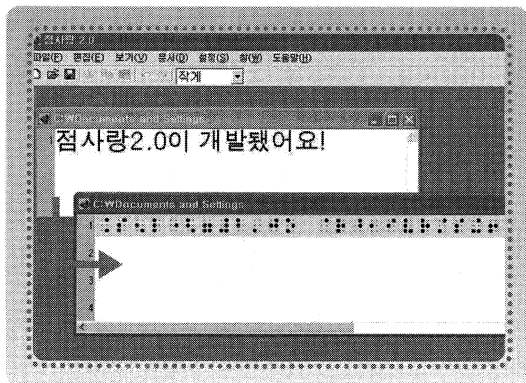 점사랑 2.0
파일(F) 편집(E) 보기(V) 문서(D) 설정(S) 창(W) 도움말(H)
작게
C:\Documents and Settings
1 점사랑2.0이 개발됐어요!
C:\Documents and Settings
1
2
3
4